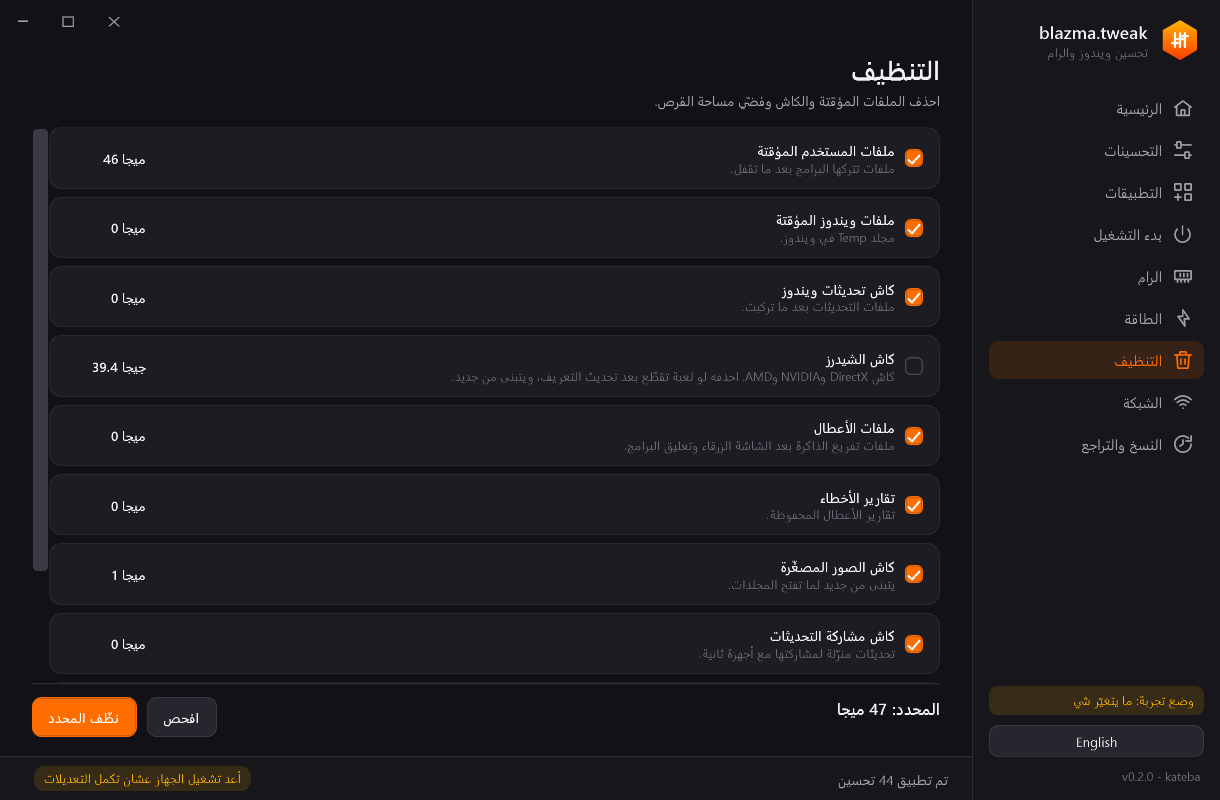 blazma.tweak
تحسين ويندوز والرام
الرئيسية
التحسينات
التطبيقات
بدء التشغيل
الرام
الطاقة
التنظيف
الشبكة
النسخ والتراجع
وضع تجربة: ما يتغيّر شي
English
v0.2.0 - kateba
التنظيف
احذف الملفات المؤقتة والكاش وفضّي مساحة القرص.
ملفات المستخدم المؤقتة
ملفات تتركها البرامج بعد ما تقفل.
46 ميجا
ملفات ويندوز المؤقتة
مجلد Temp في ويندوز.
0 ميجا
كاش تحديثات ويندوز
ملفات التحديثات بعد ما تركبت.
0 ميجا
كاش الشيدرز
كاش DirectX وNVIDIA وAMD. احذفه لو لعبة تقطّع بعد تحديث التعريف، ويتبنى من جديد.
39.4 جيجا
ملفات الأعطال
ملفات تفريغ الذاكرة بعد الشاشة الزرقاء وتعليق البرامج.
0 ميجا
تقارير الأخطاء
تقارير الأعطال المحفوظة.
0 ميجا
كاش الصور المصغّرة
يتبنى من جديد لما تفتح المجلدات.
1 ميجا
كاش مشاركة التحديثات
تحديثات منزّلة لمشاركتها مع أجهزة ثانية.
0 ميجا
المحدد: 47 ميجا
افحص
نظّف المحدد
تم تطبيق 44 تحسين
أعد تشغيل الجهاز عشان تكمل التعديلات